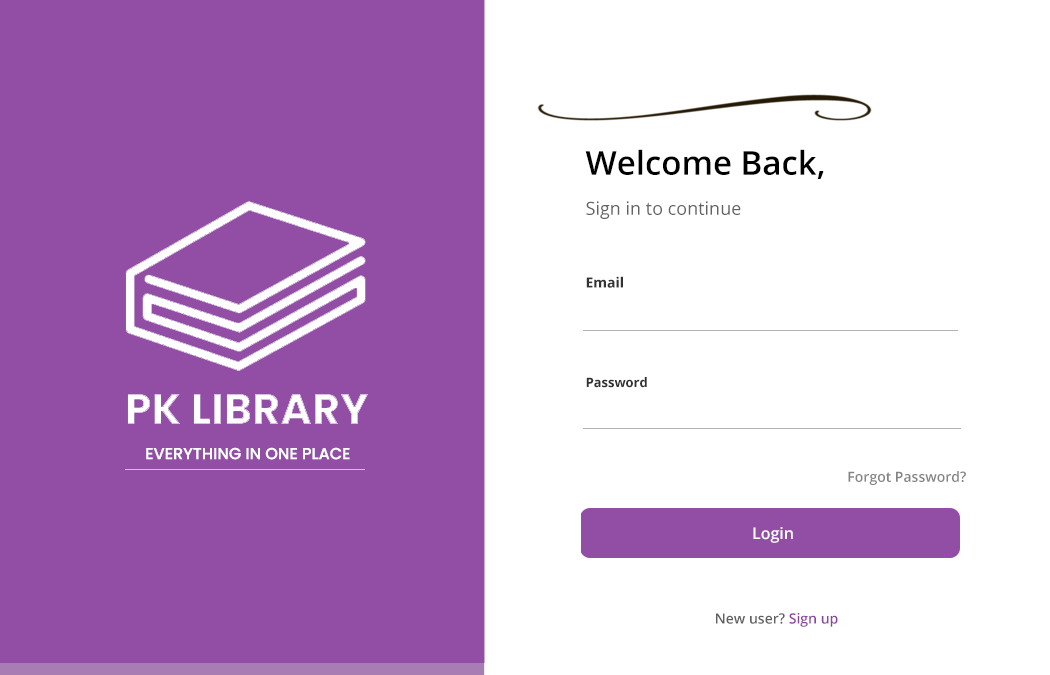 PK LIBRARY
EVERYTHING IN ONE PLACE
Welcome Back,
Sign in to continue
Email
Password
Forgot Password?
Login
New user? Sign up